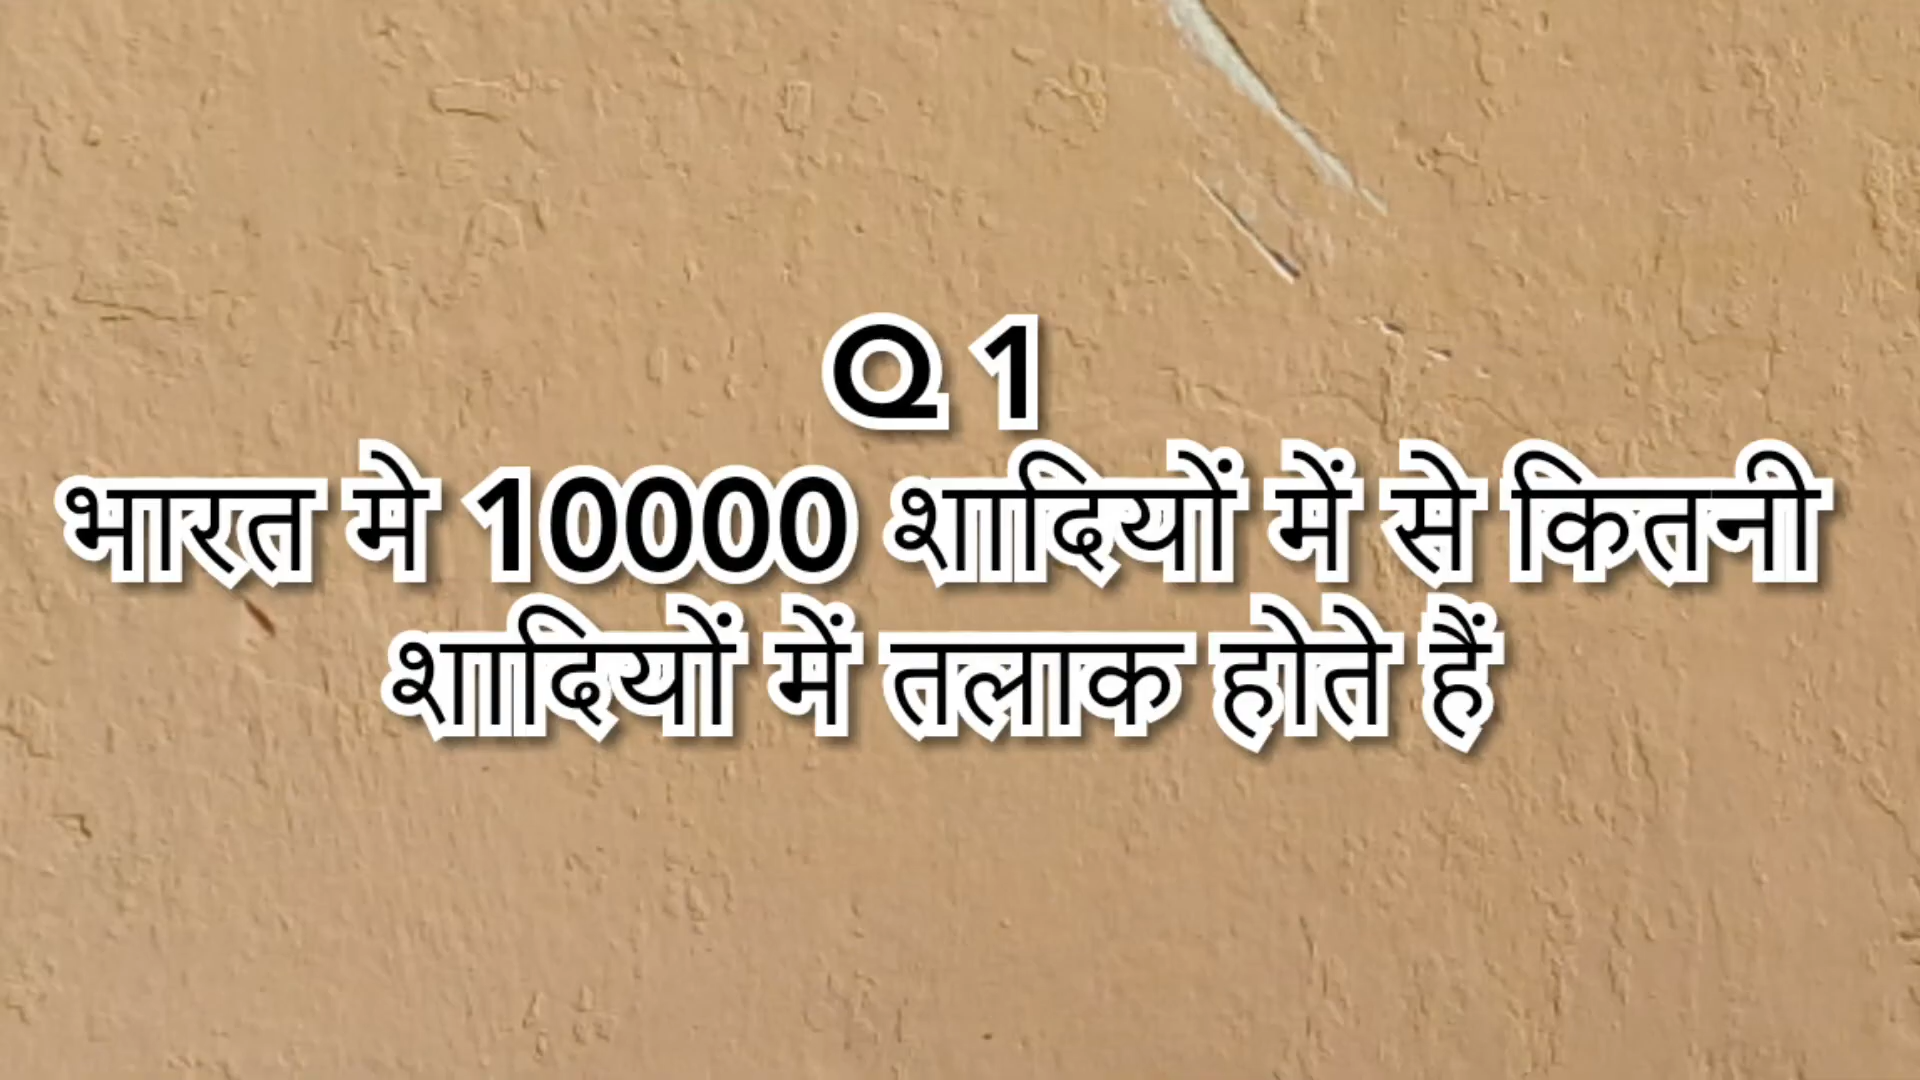 Q 1
भारत मे 10000 शादियों में से कितनी
शादियों में तलाक होते हैं